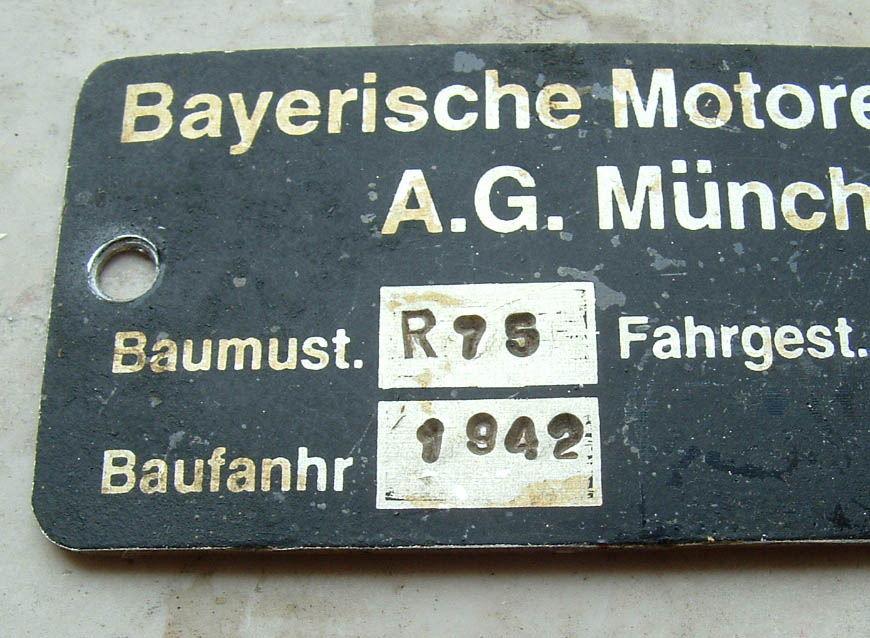 Bayerische Motore
A.G. Münch
Baumust. R75 Fahrgest.
Baufanhr 1942